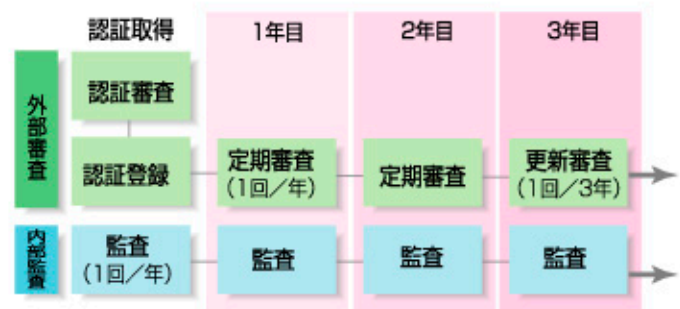 認証取得
1年目
2年目
3年目
外部審査
認証審査
認証登録
定期審査
(1回／年)
定期審査
更新審査
(1回／3年)
内部監査
監査
(1回／年)
監査
監査
監査